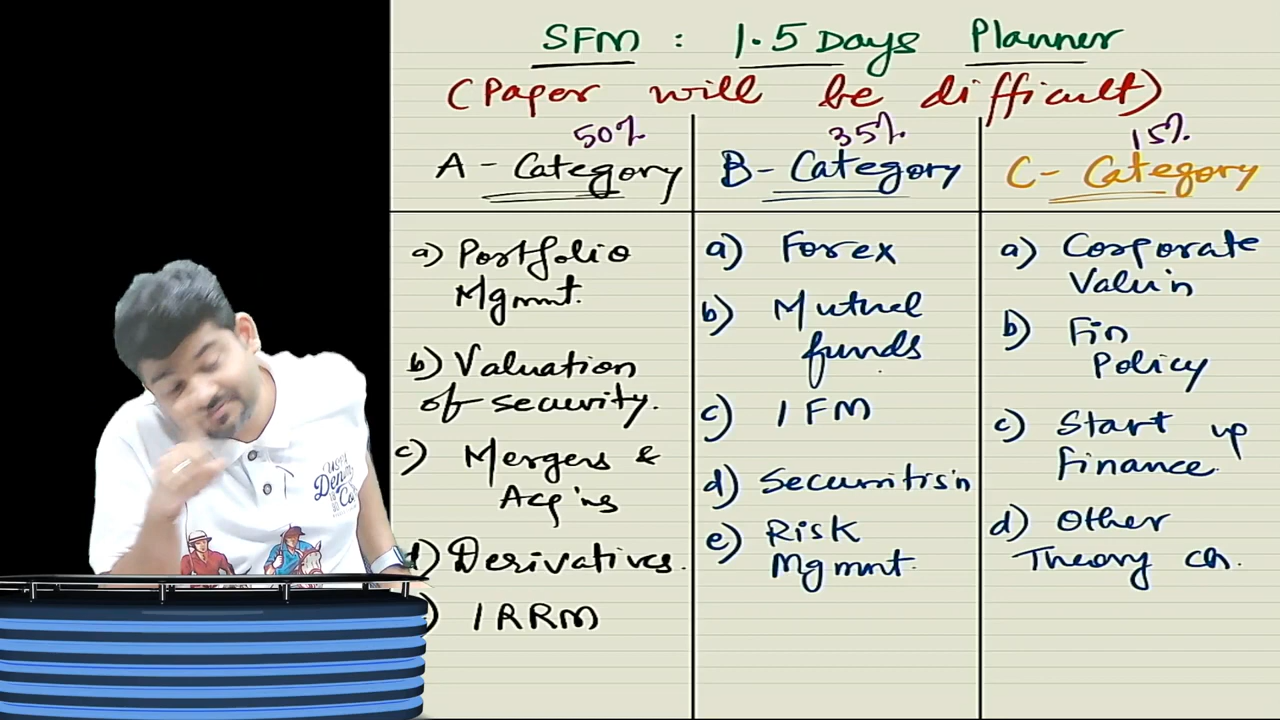 SFM : 1.5 Days Planner
(Paper will be difficult)
50%
A - Category
a) Portfolio
Mgmnt.
b) Valuation
of security.
c) Mergers &
Acq'ns
d) Derivatives.
) IRRM
35%
B - Category
a) Forex
b) Mutual
funds
c) IFM
d) Securitis'n
e) Risk
Mgmnt.
15%
C - Category
a) Corporate
Valu'n
b) Fin
Policy
c) Start up
Finance.
d) Other
Theory ch.
Denim